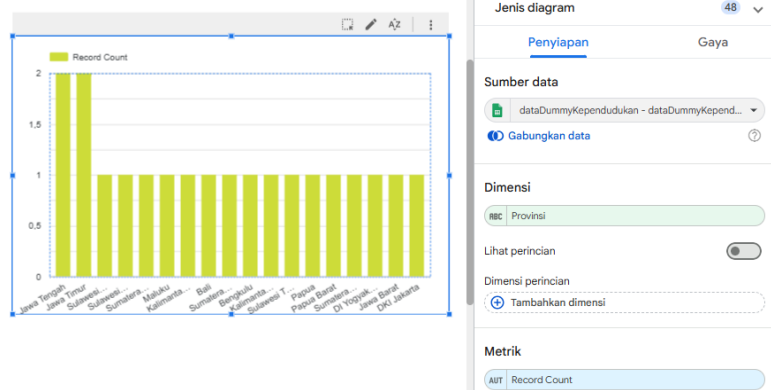 Jenis diagram
48
Penyiapan
Gaya
Sumber data
dataDummyKependudukan - dataDummyKepend...
Gabungkan data
Dimensi
RBC Provinsi
Lihat perincian
Dimensi perincian
Tambahkan dimensi
Metrik
AUT Record Count
AZ
Record Count
2
1,5
1
0,5
0
Jawa Tengah
Jawa Timur
Sulawesi...
Sulawesi...
Sumatera...
Maluku
Kalimanta...
Bali
Sumatera...
Bengkulu
Kalimanta...
Sulawesi T...
Papua
Papua Barat
Sumatera...
DI Yogyak...
Jawa Barat
DKI Jakarta